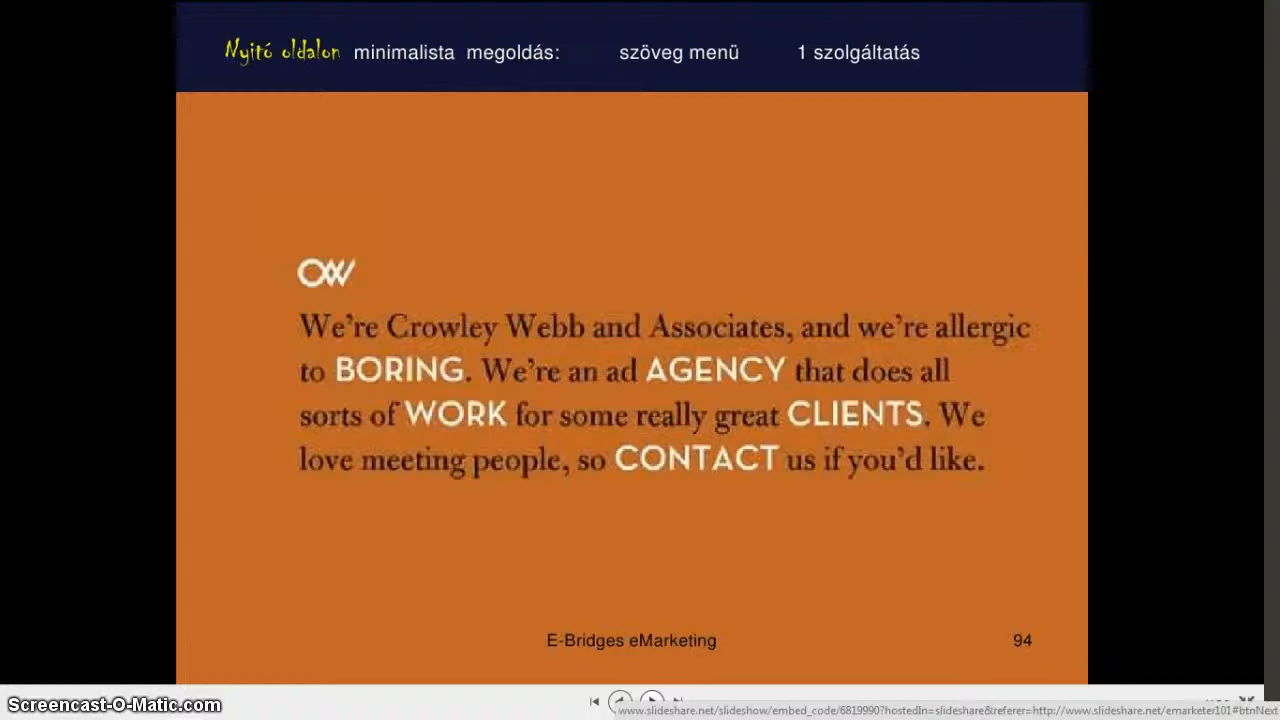 Nyitó oldalon minimalista megoldás: szöveg menü 1 szolgáltatás
CW
We're Crowley Webb and Associates, and we're allergic
to BORING. We're an ad AGENCY that does all
sorts of WORK for some really great CLIENTS. We
love meeting people, so CONTACT us if you'd like.
E-Bridges eMarketing 94
Screencast-O-Matic.com
www.slideshare.net/slideshow/embed_code/6819990?hostedIn=slideshare&referer=http://www.slideshare.net/emarketer101#btnNext